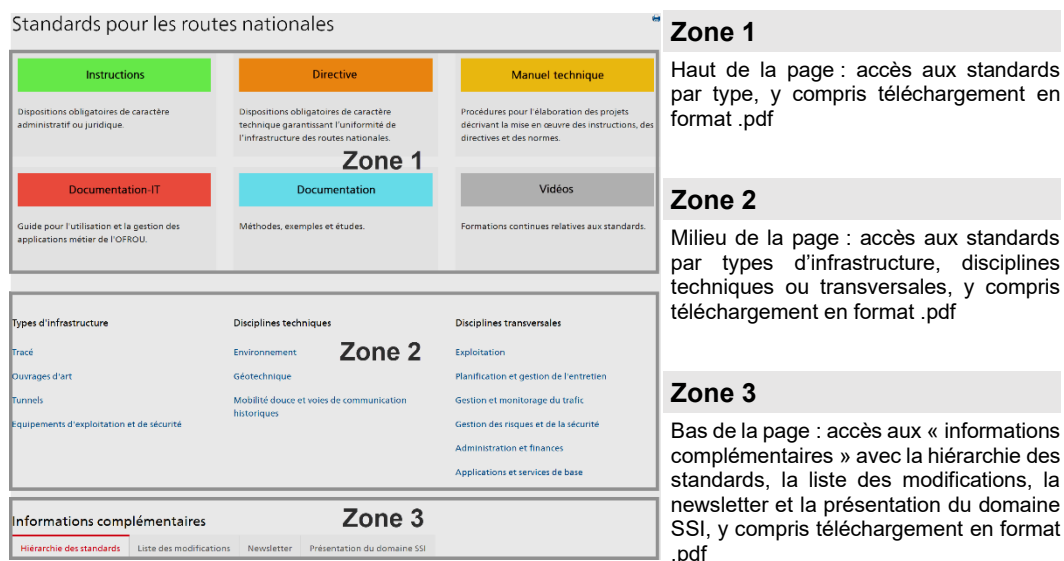 Standards pour les routes nationales
Instructions
Dispositions obligatoires de caractère
administratif ou juridique.
Directive
Dispositions obligatoires de caractère
technique garantissant l'uniformité de
l'infrastructure des routes nationales.
Manuel technique
Procédures pour l'élaboration des projets
décrivant la mise en œuvre des instructions, des
directives et des normes.
Zone 1
Documentation-IT
Guide pour l'utilisation et la gestion des
applications métier de l'OFROU.
Documentation
Méthodes, exemples et études.
Vidéos
Formations continues relatives aux standards.
Types d'infrastructure
Tracé
Ouvrages d'art
Tunnels
Equipements d'exploitation et de sécurité
Disciplines techniques
Environnement
Géotechnique
Mobilité douce et voies de communication
historiques
Zone 2
Disciplines transversales
Exploitation
Planification et gestion de l'entretien
Gestion et monitorage du trafic
Gestion des risques et de la sécurité
Administration et finances
Applications et services de base
Informations complémentaires
Zone 3
Hiérarchie des standards
Liste des modifications
Newsletter
Présentation du domaine SSI
Zone 1
Haut de la page : accès aux standards
par type, y compris téléchargement en
format .pdf
Zone 2
Milieu de la page : accès aux standards
par types d'infrastructure, disciplines
techniques ou transversales, y compris
téléchargement en format .pdf
Zone 3
Bas de la page : accès aux « informations
complémentaires » avec la hiérarchie des
standards, la liste des modifications, la
newsletter et la présentation du domaine
SSI, y compris téléchargement en format
.pdf